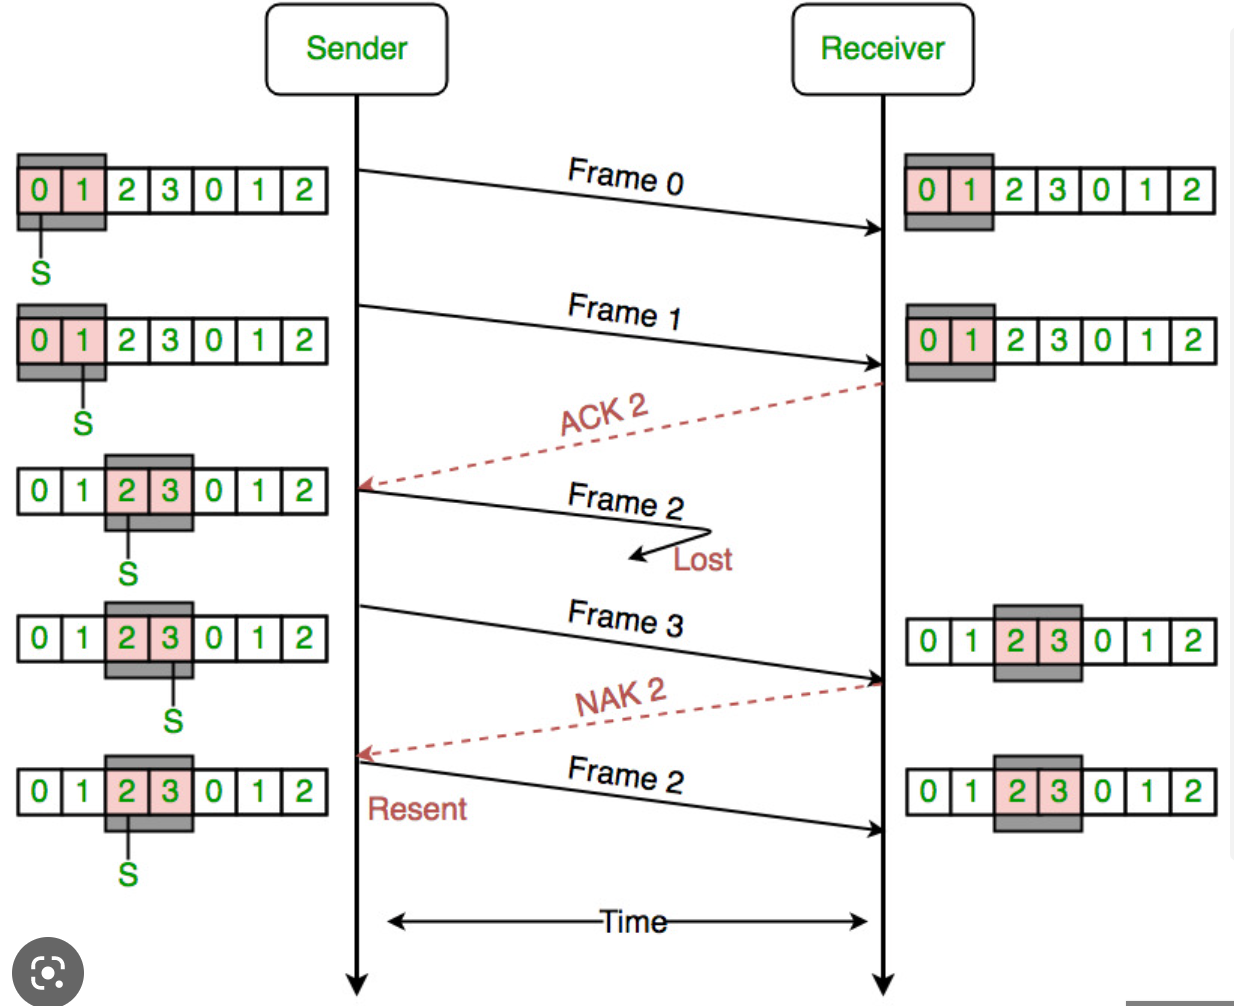 Sender
Receiver
Frame 0
0 1 2 3 0 1 2
0 1 2 3 0 1 2
S
Frame 1
0 1 2 3 0 1 2
0 1 2 3 0 1 2
S
ACK 2
Frame 2
0 1 2 3 0 1 2
Lost
S
Frame 3
0 1 2 3 0 1 2
0 1 2 3 0 1 2
NAK 2
S
Frame 2
0 1 2 3 0 1 2
0 1 2 3 0 1 2
Resent
S
Time